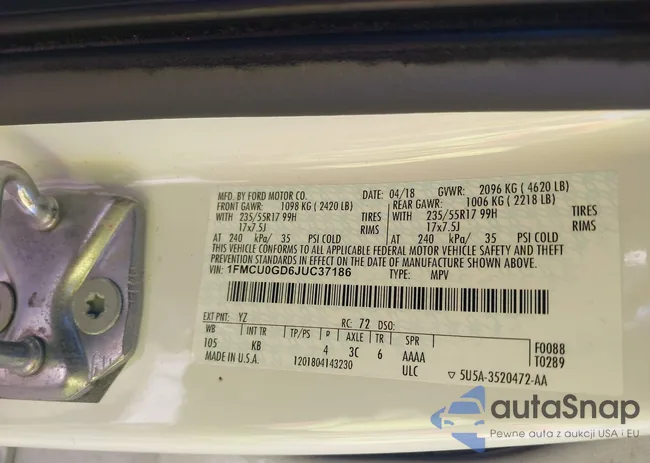 MFD. BY FORD MOTOR CO. DATE: 04/18 GVWR: 2096 KG ( 4620 LB)
FRONT GAWR: 1098 KG ( 2420 LB) REAR GAWR: 1006 KG ( 2218 LB)
WITH 235/55R17 99H TIRES WITH 235/55R17 99H TIRES
17x7.5J RIMS 17x7.5J RIMS
AT 240 kPa/ 35 PSI COLD AT 240 kPa/ 35 PSI COLD
THIS VEHICLE CONFORMS TO ALL APPLICABLE FEDERAL MOTOR VEHICLE SAFETY AND THEFT
PREVENTION STANDARDS IN EFFECT ON THE DATE OF MANUFACTURE SHOWN ABOVE.
VIN: 1FMCU0GD6JUC37186 TYPE: MPV
EXT PNT: YZ RC: 72 DSO:
WB INT TR TP/PS R AXLE TR SPR F0088
105 KB 4 3C 6 AAAA T0289
MADE IN U.S.A. 1201804143230 ULC ▽ 5U5A-3520472-AA
autaSnap
Pewne auta z aukcji USA i EU